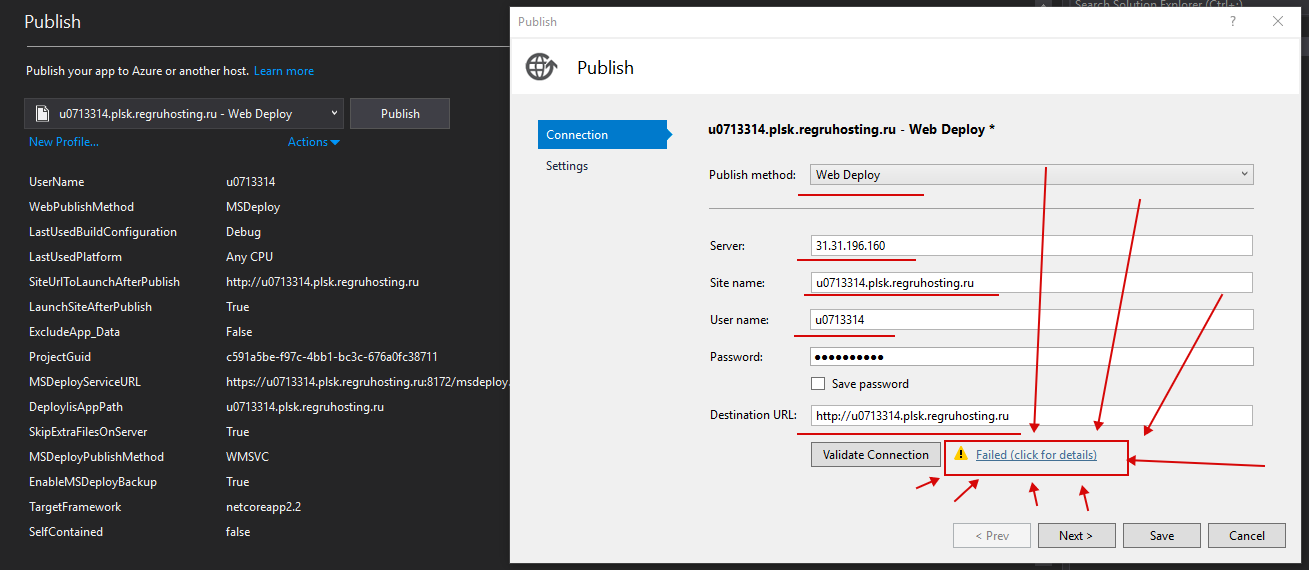 Publish
Publish your app to Azure or another host. Learn more
u0713314.plsk.regruhosting.ru - Web Deploy
Publish
New Profile...
Actions
UserName u0713314
WebPublishMethod MSDeploy
LastUsedBuildConfiguration Debug
LastUsedPlatform Any CPU
SiteUrlToLaunchAfterPublish http://u0713314.plsk.regruhosting.ru
LaunchSiteAfterPublish True
ExcludeApp_Data False
ProjectGuid c591a5be-f97c-4bb1-bc3c-676a0fc38711
MSDeployServiceURL https://u0713314.plsk.regruhosting.ru:8172/msdeploy.
DeployIisAppPath u0713314.plsk.regruhosting.ru
SkipExtraFilesOnServer True
MSDeployPublishMethod WMSVC
EnableMSDeployBackup True
TargetFramework netcoreapp2.2
SelfContained false
Search Solution Explorer (Ctrl+;)
Publish
?
Publish
Connection
Settings
u0713314.plsk.regruhosting.ru - Web Deploy *
Publish method: Web Deploy
Server: 31.31.196.160
Site name: u0713314.plsk.regruhosting.ru
User name: u0713314
Password: ●●●●●●●●●●
Save password
Destination URL: http://u0713314.plsk.regruhosting.ru
Validate Connection
Failed (click for details)
< Prev
Next >
Save
Cancel